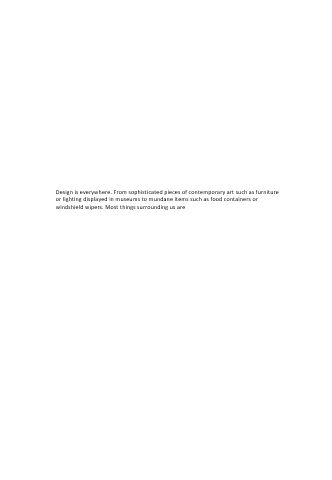 Design is everywhere. From sophisticated pieces of contemporary art such as furniture
or lighting displayed in museums to mundane items such as food containers or
windshield wipers. Most things surrounding us are